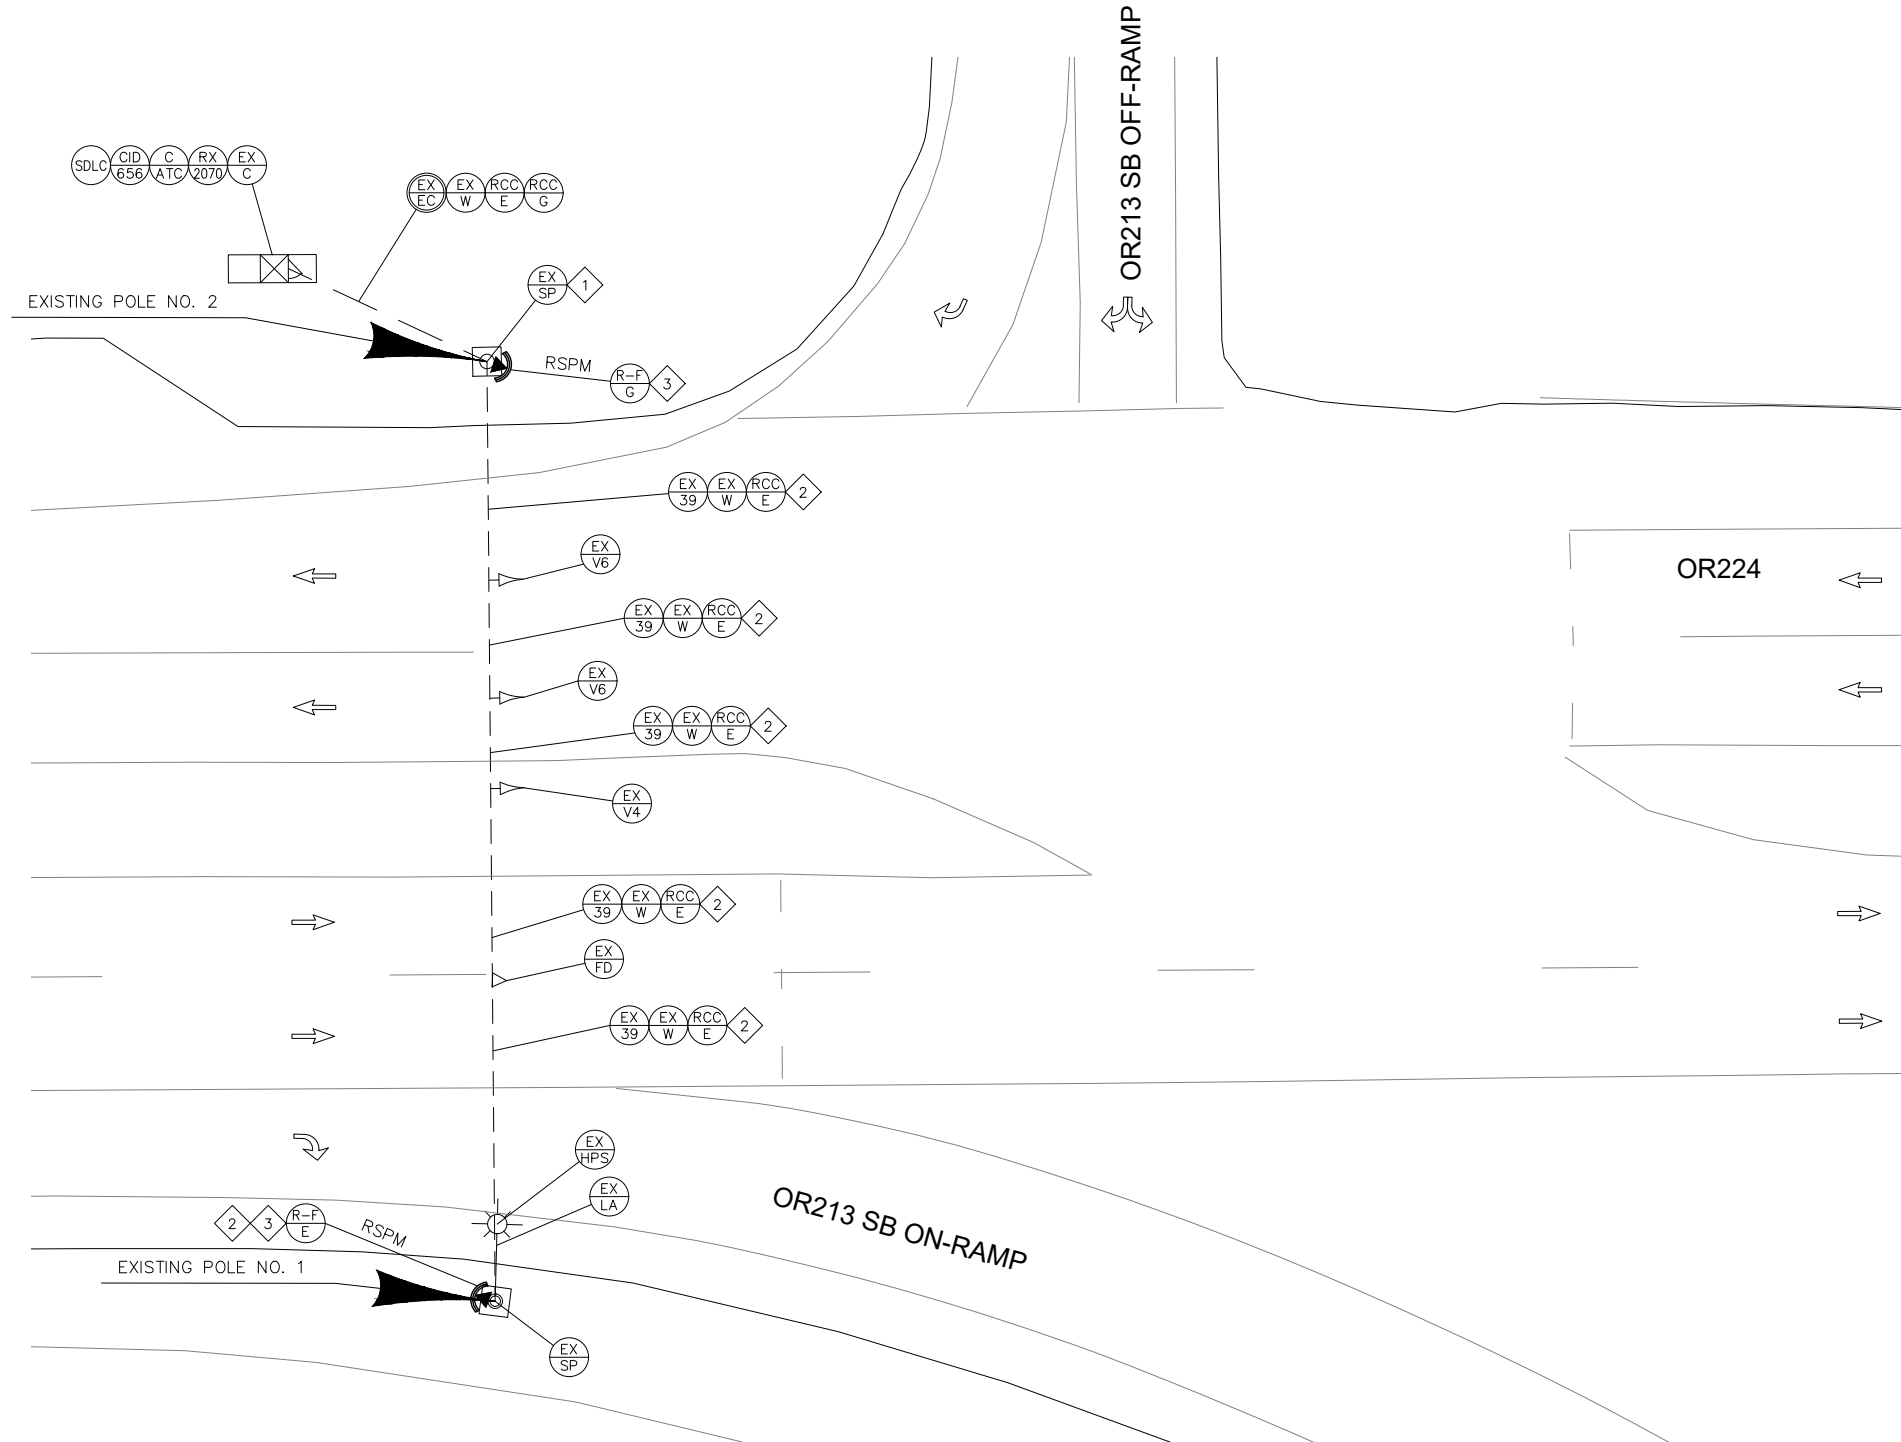 OR213 SB OFF-RAMP
SDLC
CID
656
C
ATC
RX
2070
EX
C
EX
EC
EX
W
RCC
E
RCC
G
EX
SP
1
EXISTING POLE NO. 2
RSPM
R-F
G
3
EX
39
EX
W
RCC
E
2
EX
V6
OR224
EX
39
EX
W
RCC
E
2
EX
V6
EX
39
EX
W
RCC
E
2
EX
V4
EX
39
EX
W
RCC
E
2
EX
FD
EX
39
EX
W
RCC
E
2
EX
HPS
EX
LA
OR213 SB ON-RAMP
2
3
R-F
E
RSPM
EXISTING POLE NO. 1
EX
SP